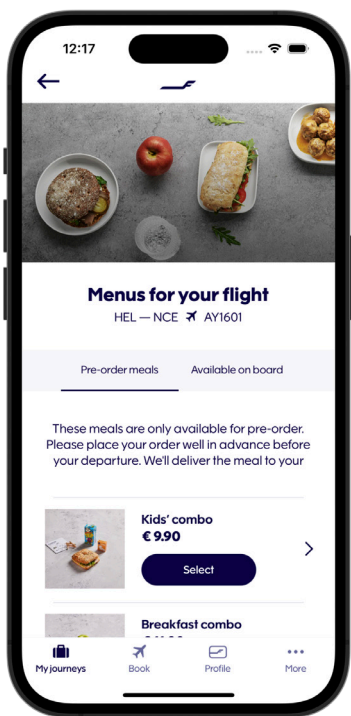 12:17
Menus for your flight
HEL — NCE AY1601
Pre-order meals
Available on board
These meals are only available for pre-order.
Please place your order well in advance before
your departure. We'll deliver the meal to your
Kids' combo
€ 9.90
Select
Breakfast combo
My journeys
Book
Profile
More